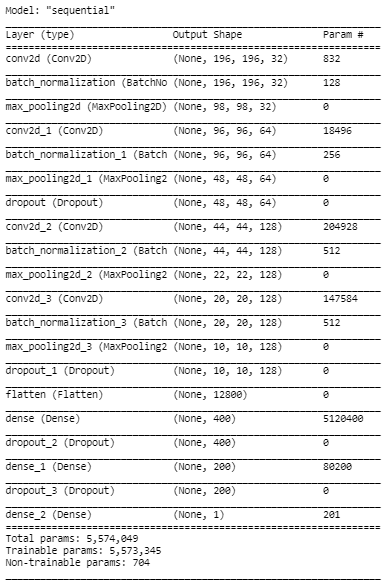 Model: "sequential"
Layer (type) Output Shape Param #
conv2d (Conv2D) (None, 196, 196, 32) 832
batch_normalization (BatchNo (None, 196, 196, 32) 128
max_pooling2d (MaxPooling2D) (None, 98, 98, 32) 0
conv2d_1 (Conv2D) (None, 96, 96, 64) 18496
batch_normalization_1 (Batch (None, 96, 96, 64) 256
max_pooling2d_1 (MaxPooling2 (None, 48, 48, 64) 0
dropout (Dropout) (None, 48, 48, 64) 0
conv2d_2 (Conv2D) (None, 44, 44, 128) 204928
batch_normalization_2 (Batch (None, 44, 44, 128) 512
max_pooling2d_2 (MaxPooling2 (None, 22, 22, 128) 0
conv2d_3 (Conv2D) (None, 20, 20, 128) 147584
batch_normalization_3 (Batch (None, 20, 20, 128) 512
max_pooling2d_3 (MaxPooling2 (None, 10, 10, 128) 0
dropout_1 (Dropout) (None, 10, 10, 128) 0
flatten (Flatten) (None, 12800) 0
dense (Dense) (None, 400) 5120400
dropout_2 (Dropout) (None, 400) 0
dense_1 (Dense) (None, 200) 80200
dropout_3 (Dropout) (None, 200) 0
dense_2 (Dense) (None, 1) 201
Total params: 5,574,049
Trainable params: 5,573,345
Non-trainable params: 704